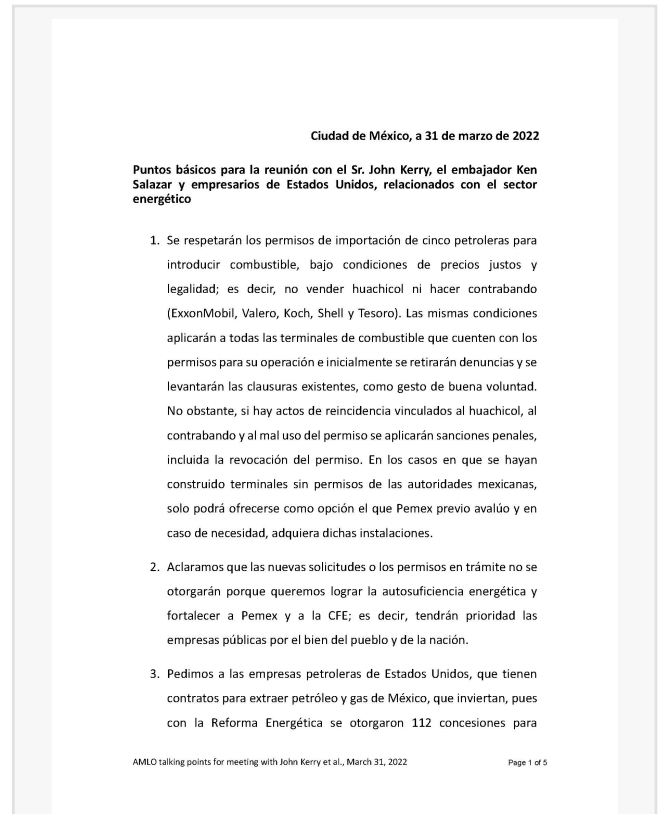 Ciudad de México, a 31 de marzo de 2022
Puntos básicos para la reunión con el Sr. John Kerry, el embajador Ken
Salazar y empresarios de Estados Unidos, relacionados con el sector
energético
1. Se respetarán los permisos de importación de cinco petroleras para
introducir combustible, bajo condiciones de precios justos y
legalidad; es decir, no vender huachicol ni hacer contrabando
(ExxonMobil, Valero, Koch, Shell y Tesoro). Las mismas condiciones
aplicarán a todas las terminales de combustible que cuenten con los
permisos para su operación e inicialmente se retirarán denuncias y se
levantarán las clausuras existentes, como gesto de buena voluntad.
No obstante, si hay actos de reincidencia vinculados al huachicol, al
contrabando y al mal uso del permiso se aplicarán sanciones penales,
incluida la revocación del permiso. En los casos en que se hayan
construido terminales sin permisos de las autoridades mexicanas,
solo podrá ofrecerse como opción el que Pemex previo avalúo y en
caso de necesidad, adquiera dichas instalaciones.
2. Aclaramos que las nuevas solicitudes o los permisos en trámite no se
otorgarán porque queremos lograr la autosuficiencia energética y
fortalecer a Pemex y a la CFE; es decir, tendrán prioridad las
empresas públicas por el bien del pueblo y de la nación.
3. Pedimos a las empresas petroleras de Estados Unidos, que tienen
contratos para extraer petróleo y gas de México, que inviertan, pues
con la Reforma Energética se otorgaron 112 concesiones para
AMLO talking points for meeting with John Kerry et al., March 31, 2022 Page 1 of 5